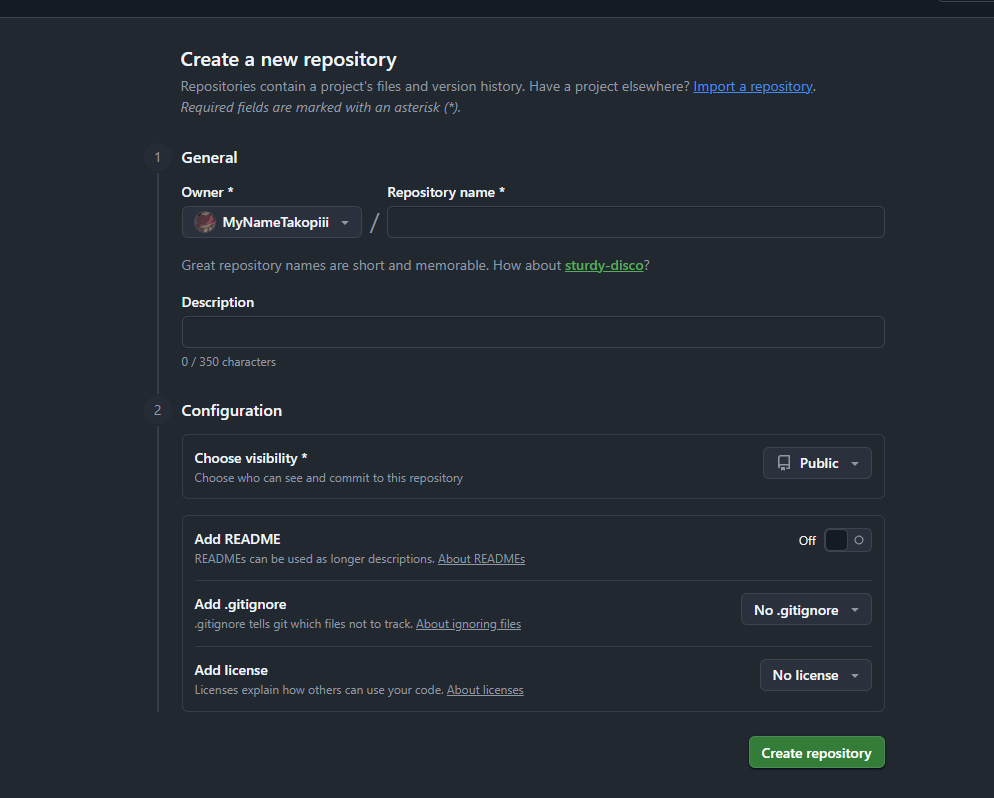 Create a new repository
Repositories contain a project's files and version history. Have a project elsewhere? Import a repository.
Required fields are marked with an asterisk (*).
1 General
Owner * Repository name *
MyNameTakopiii /
Great repository names are short and memorable. How about sturdy-disco?
Description
0 / 350 characters
2 Configuration
Choose visibility *
Choose who can see and commit to this repository
Public
Add README
READMEs can be used as longer descriptions. About READMEs
Off
Add .gitignore
.gitignore tells git which files not to track. About ignoring files
No .gitignore
Add license
Licenses explain how others can use your code. About licenses
No license
Create repository